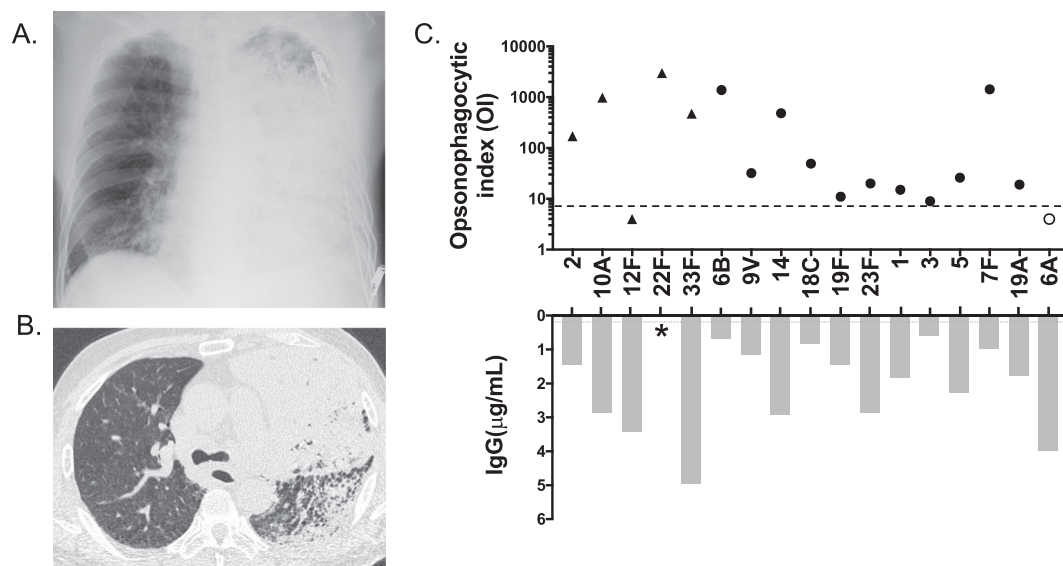 A.
B.
C.
Opsonophagocytic
index (OI)
10000
1000
100
10
1
2
10A
12F
22F
33F
6B
9V
14
18C
19F
23F
1
3
5
7F
19A
6A
IgG(μg/mL)
0
1
2
3
4
5
6
*